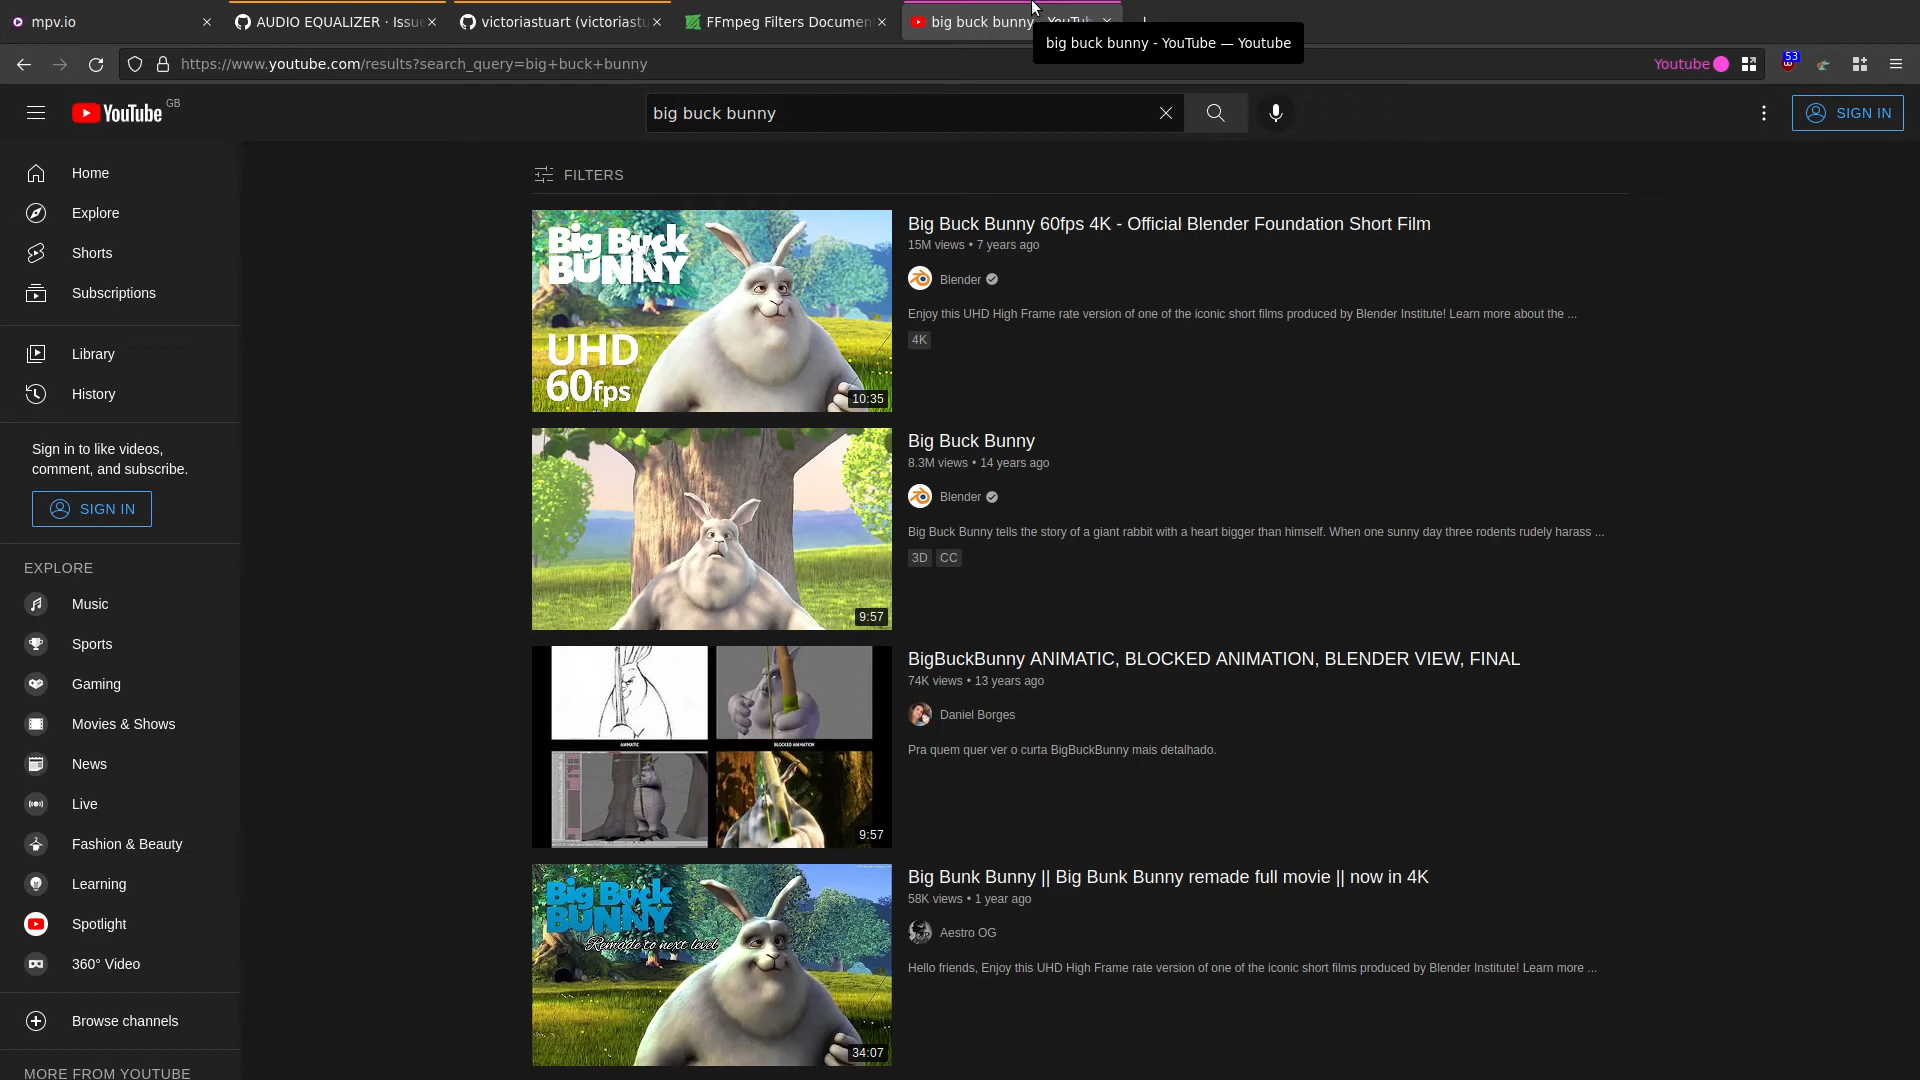 mpv.io
AUDIO EQUALIZER · Issue
victoriastuart (victoriastu
FFmpeg Filters Documen
big buck bunny - YouTub
big buck bunny - YouTube — Youtube
https://www.youtube.com/results?search_query=big+buck+bunny
Youtube
53
YouTube GB
big buck bunny
SIGN IN
Home
Explore
Shorts
Subscriptions
Library
History
Sign in to like videos,
comment, and subscribe.
SIGN IN
EXPLORE
Music
Sports
Gaming
Movies & Shows
News
Live
Fashion & Beauty
Learning
Spotlight
360° Video
Browse channels
MORE FROM YOUTUBE
FILTERS
Big Buck
BUNNY
UHD
60fps
10:35
Big Buck Bunny 60fps 4K - Official Blender Foundation Short Film
15M views • 7 years ago
Blender
Enjoy this UHD High Frame rate version of one of the iconic short films produced by Blender Institute! Learn more about the ...
4K
9:57
Big Buck Bunny
8.3M views • 14 years ago
Blender
Big Buck Bunny tells the story of a giant rabbit with a heart bigger than himself. When one sunny day three rodents rudely harass ...
3D CC
ANIMATIC
BLOCKED ANIMATION
9:57
BigBuckBunny ANIMATIC, BLOCKED ANIMATION, BLENDER VIEW, FINAL
74K views • 13 years ago
Daniel Borges
Pra quem quer ver o curta BigBuckBunny mais detalhado.
Big Buck
BUNNY
Remade to next level
34:07
Big Bunk Bunny || Big Bunk Bunny remade full movie || now in 4K
58K views • 1 year ago
Aestro OG
Hello friends, Enjoy this UHD High Frame rate version of one of the iconic short films produced by Blender Institute! Learn more ...